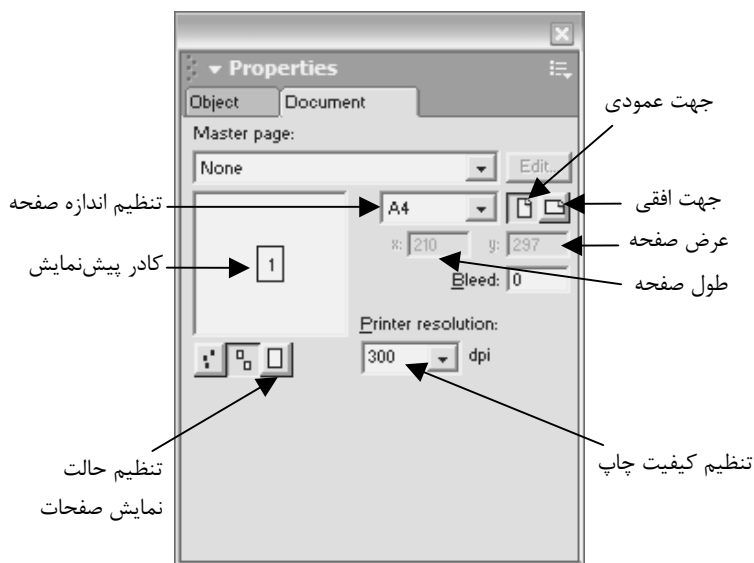 Properties
Object Document
Master page:
None Edit...
A4
x: 210 y: 297
Bleed: 0
1
Printer resolution:
300 dpi
جهت عمودی
جهت افقی
عرض صفحه
طول صفحه
تنظیم اندازه صفحه
کادر پیش‌نمایش
تنظیم حالت
نمایش صفحات
تنظیم کیفیت چاپ